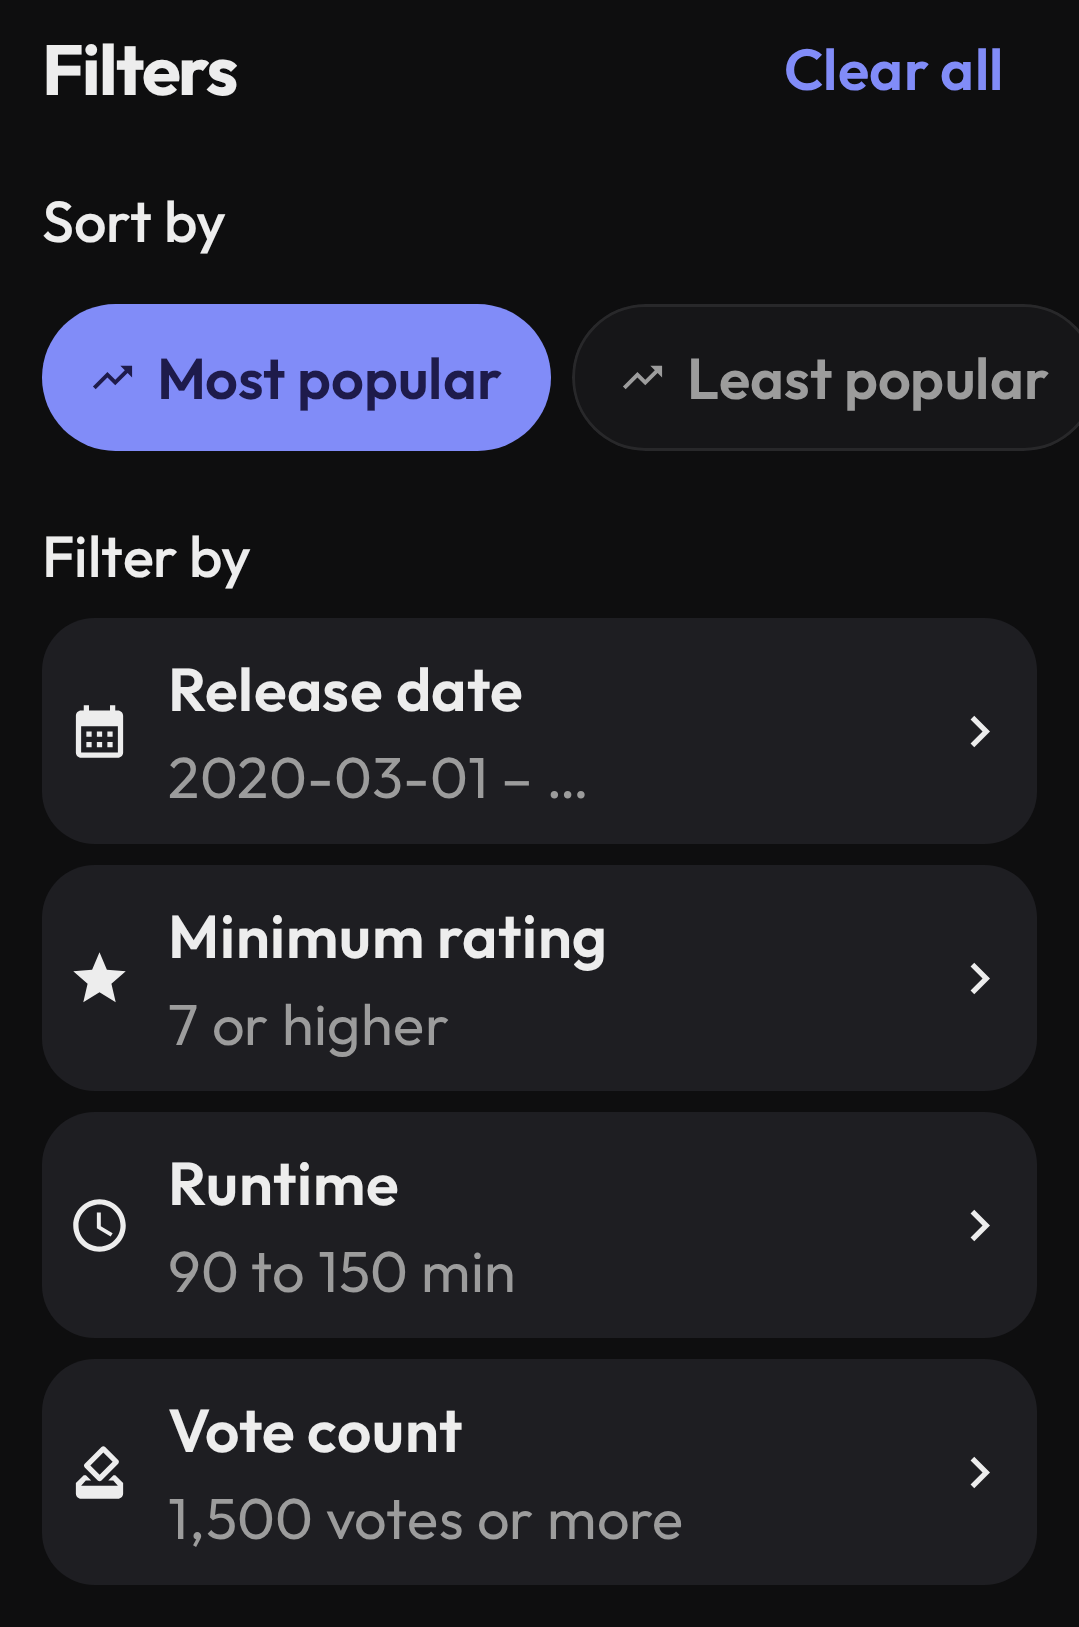 Filters
Clear all
Sort by
Most popular
Least popular
Filter by
Release date
2020-03-01 – ...
Minimum rating
7 or higher
Runtime
90 to 150 min
Vote count
1,500 votes or more